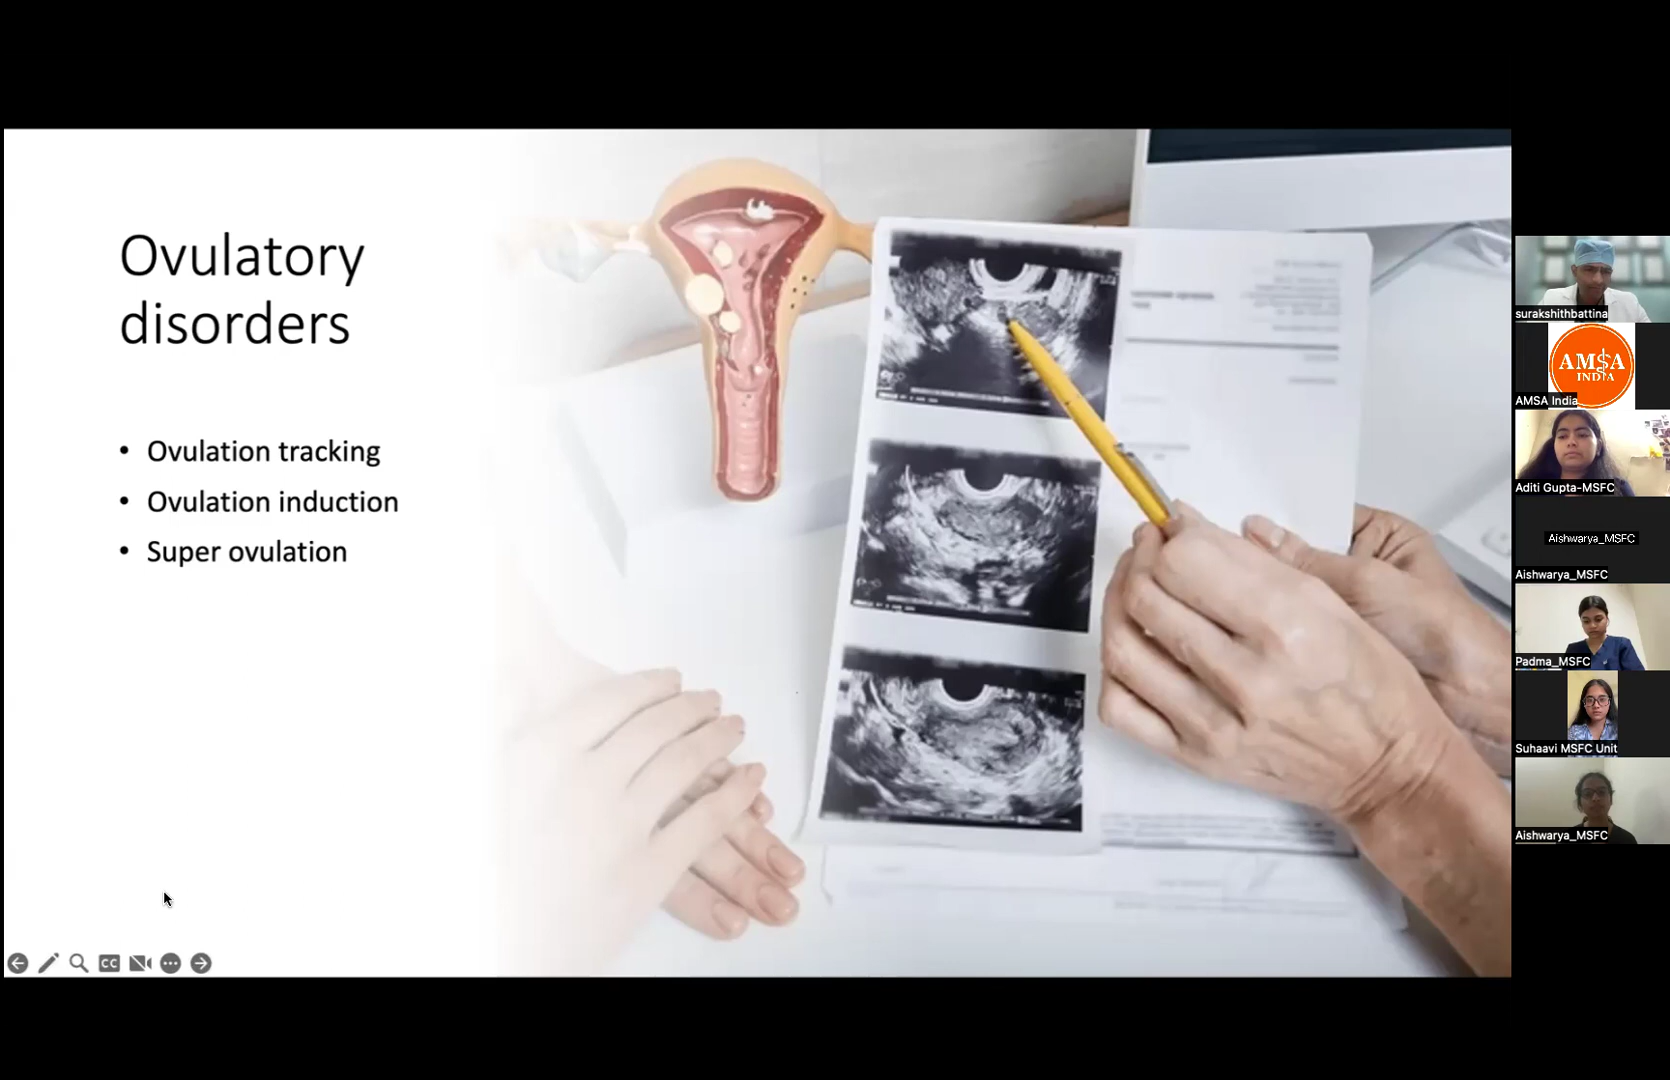 Ovulatory
disorders
• Ovulation tracking
• Ovulation induction
• Super ovulation
CC
surakshithbattina
AMSA
INDIA
AMSA India
Aditi Gupta-MSFC
Aishwarya_MSFC
Aishwarya_MSFC
Padma_MSFC
Suhaavi MSFC Unit
Aishwarya_MSFC